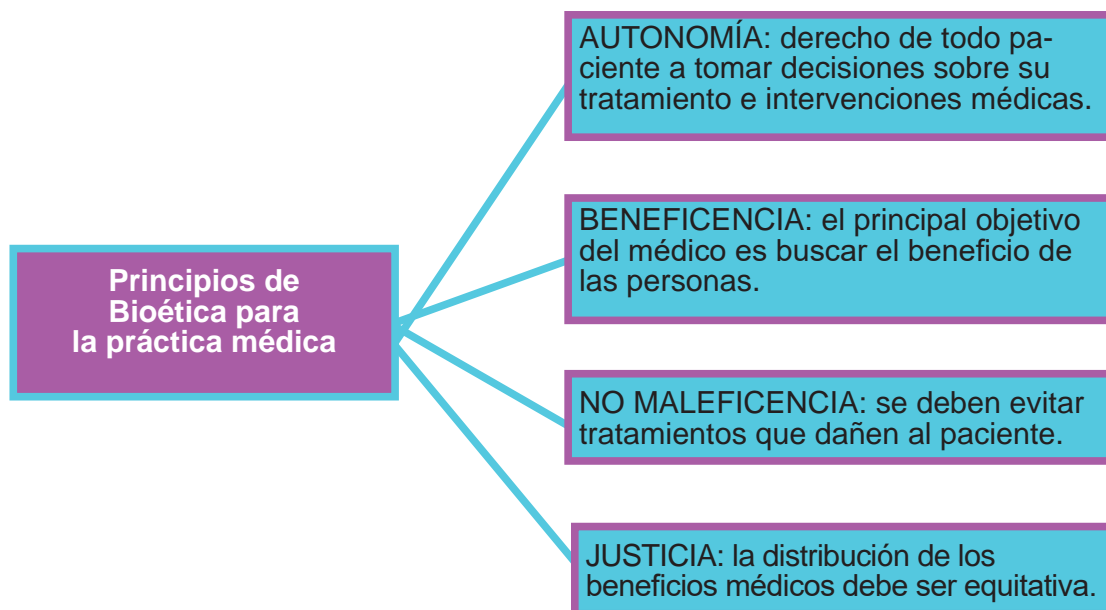 Principios de
Bioética para
la práctica médica
AUTONOMÍA: derecho de todo pa-
ciente a tomar decisiones sobre su
tratamiento e intervenciones médicas.
BENEFICENCIA: el principal objetivo
del médico es buscar el beneficio de
las personas.
NO MALEFICENCIA: se deben evitar
tratamientos que dañen al paciente.
JUSTICIA: la distribución de los
beneficios médicos debe ser equitativa.